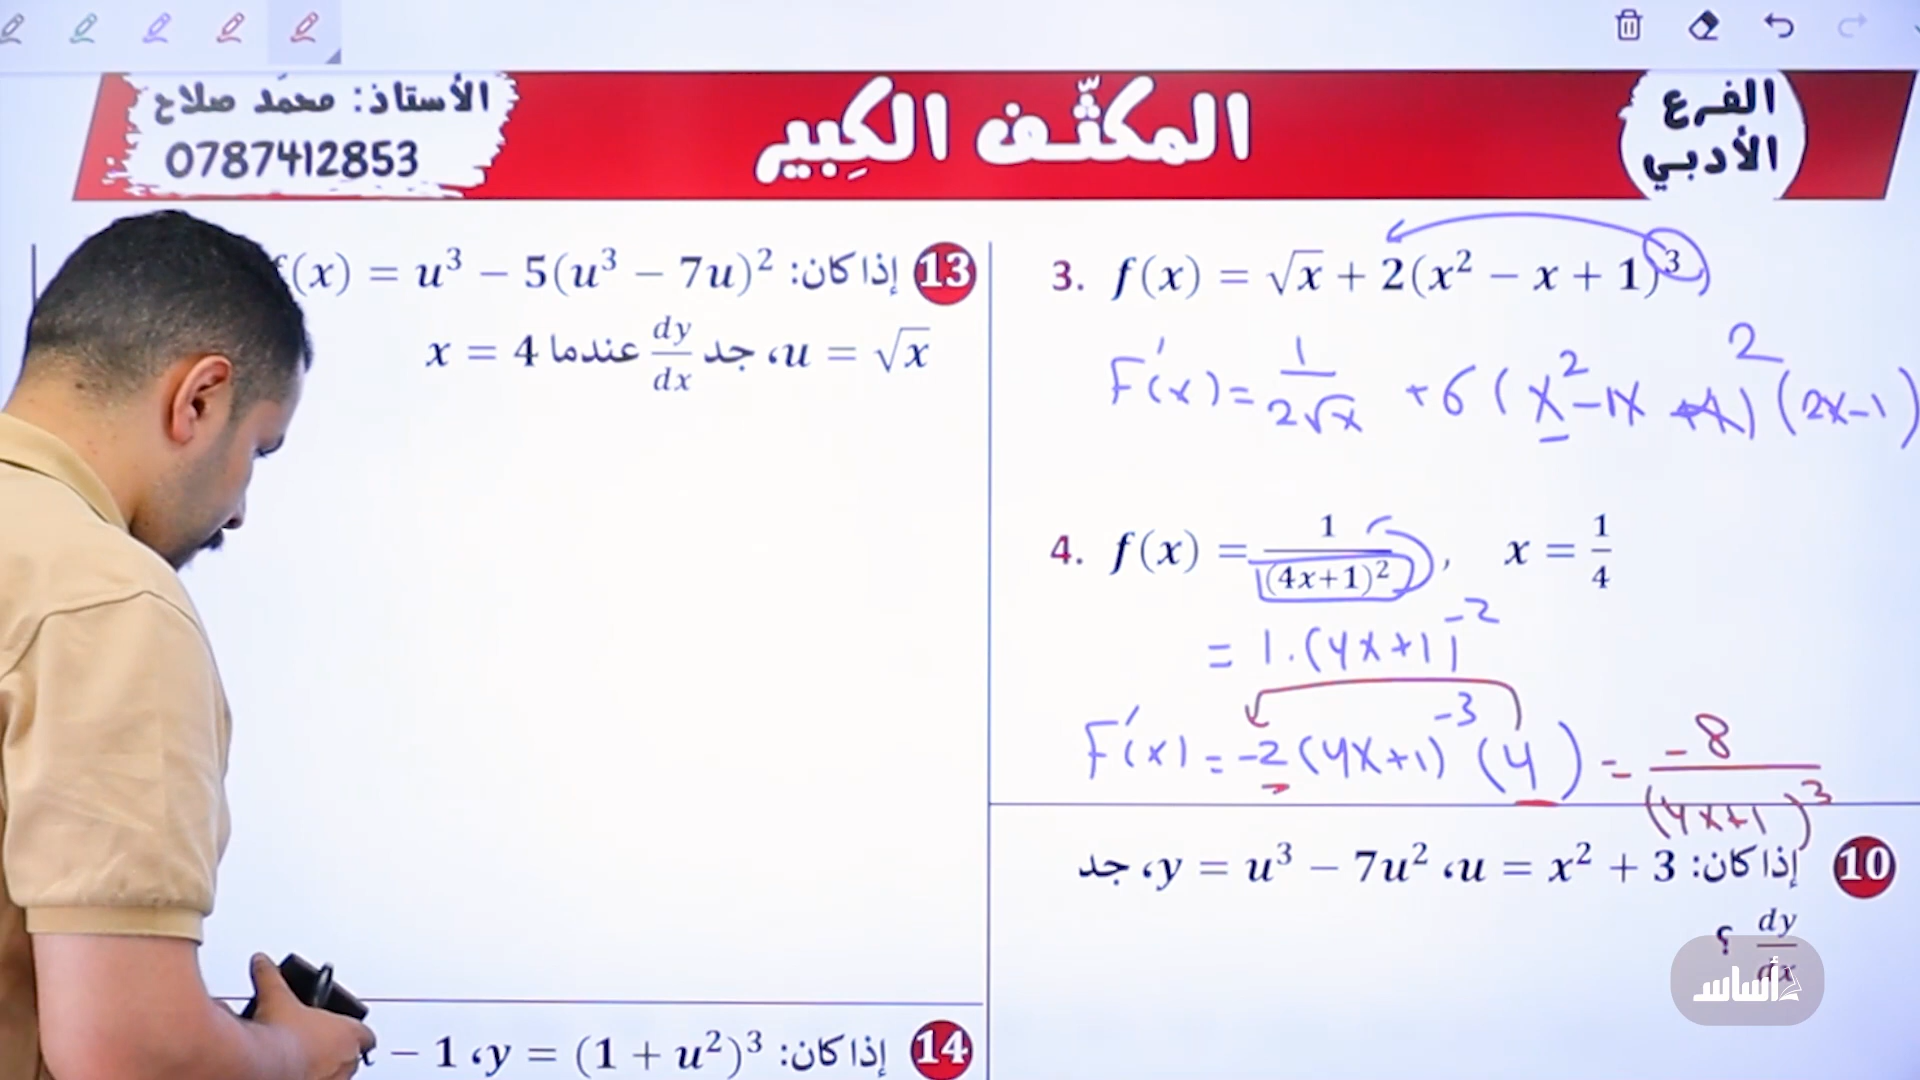 الأستاذ: محمد صلاح
0787412853
المكثّف الكِبير
الفرع
الأدبي
3. f(x) = √x + 2(x² − x + 1)³
F'(x) = 1/(2√x) + 6(x² − 1x + 1)² (2x − 1)
4. f(x) = 1/(4x+1)² , x = 1/4
= 1.(4x+1)⁻²
F'(x) = −2(4x+1)⁻³ (4) = −8/(4x+1)³
10 إذا كان: y = u³ − 7u² ،u = x² + 3، جد
dy/dx ؟
13 إذا كان: (x) = u³ − 5(u³ − 7u)²
u = √x، جد dy/dx عندما x = 4
14 إذا كان: y = (1 + u²)³، − 1
أساس